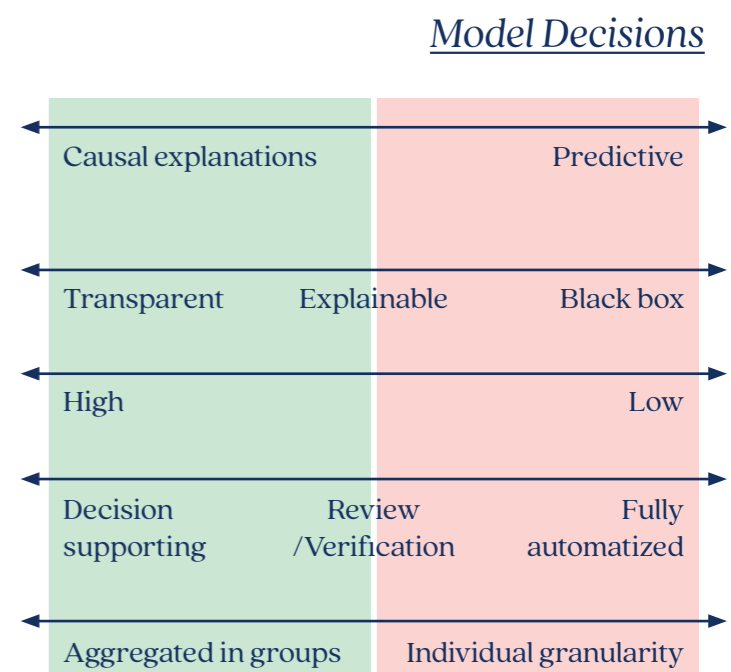 Model Decisions
Causal explanations Predictive
Transparent Explainable Black box
High Low
Decision Review Fully
supporting /Verification automatized
Aggregated in groups Individual granularity